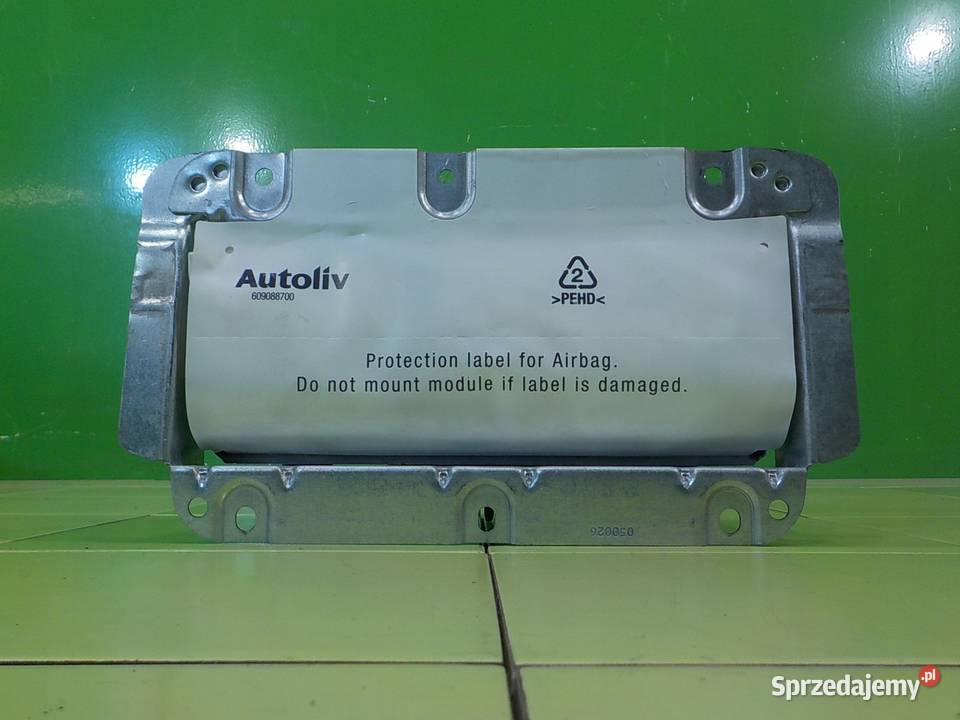 Autoliv
609088700
2
>PEHD<
Protection label for Airbag.
Do not mount module if label is damaged.
050026
Sprzedajemy.pl